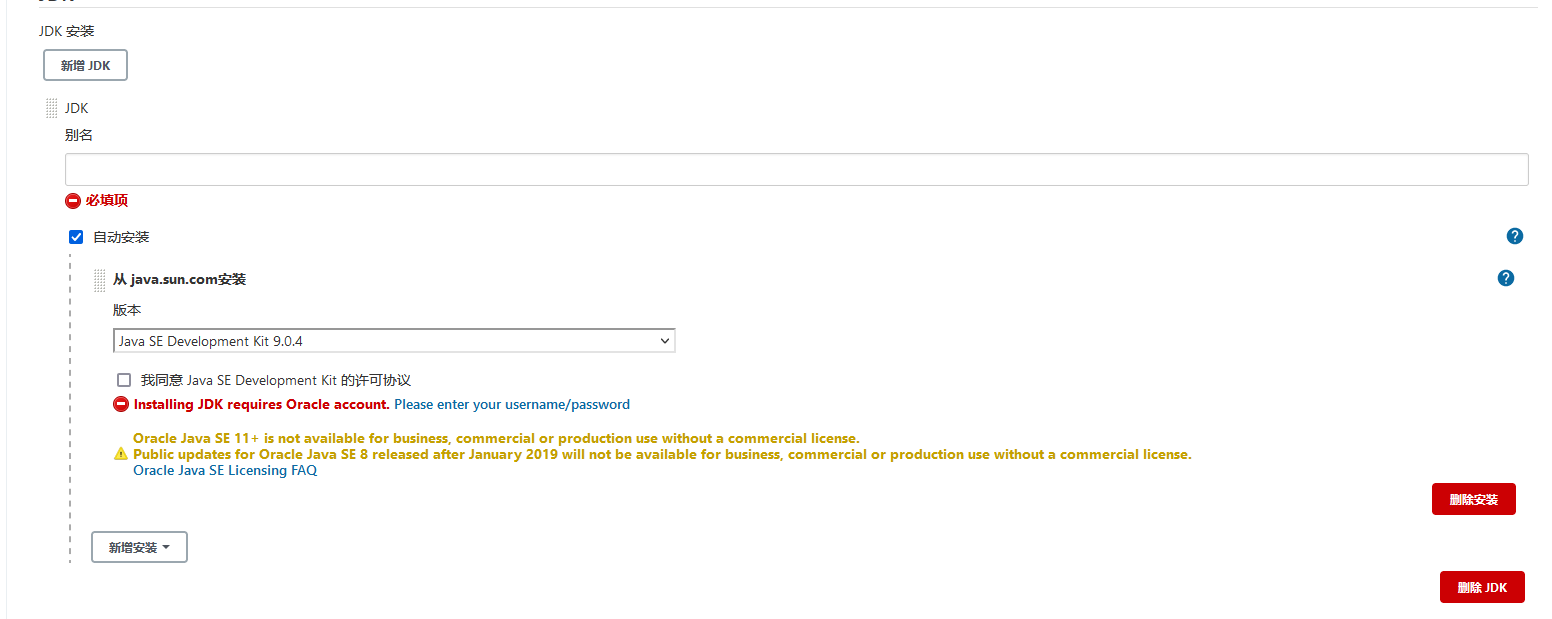 JDK 安装
新增 JDK
JDK
别名
必填项
自动安装
从 java.sun.com安装
版本
Java SE Development Kit 9.0.4
我同意 Java SE Development Kit 的许可协议
Installing JDK requires Oracle account. Please enter your username/password
Oracle Java SE 11+ is not available for business, commercial or production use without a commercial license.
Public updates for Oracle Java SE 8 released after January 2019 will not be available for business, commercial or production use without a commercial license.
Oracle Java SE Licensing FAQ
删除安装
新增安装
删除 JDK